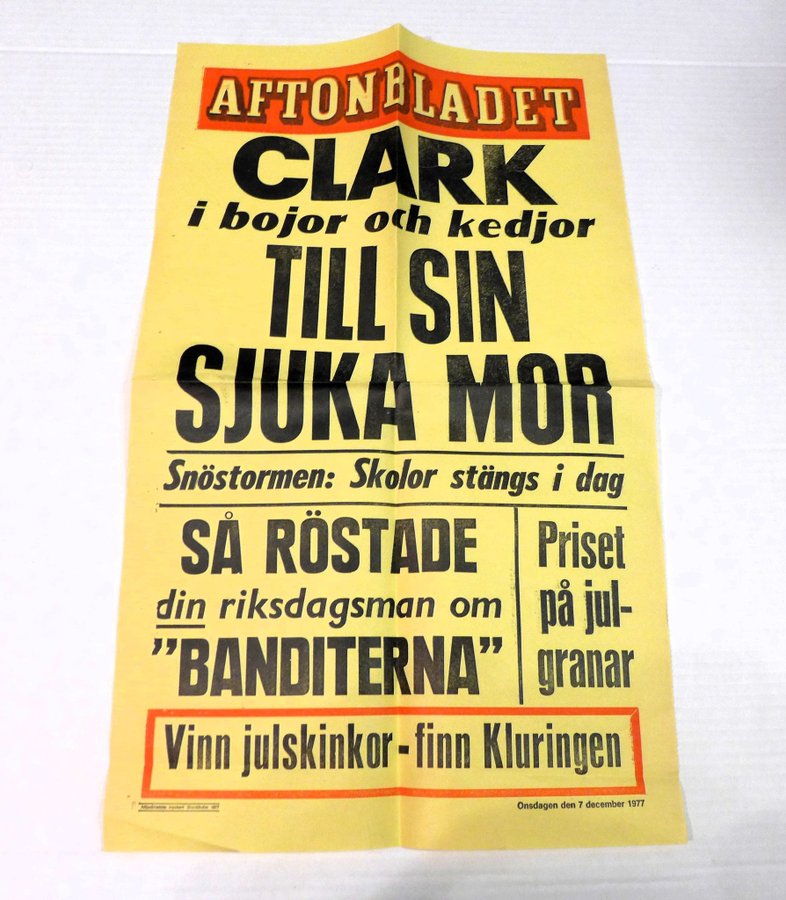 AFTONBLADET
CLARK
i bojor och kedjor
TILL SIN
SJUKA MOR
Snöstormen: Skolor stängs i dag
SÅ RÖSTADE
din riksdagsman om
”BANDITERNA”
Priset
på jul-
granar
Vinn julskinkor - finn Kluringen
Onsdagen den 7 december 1977